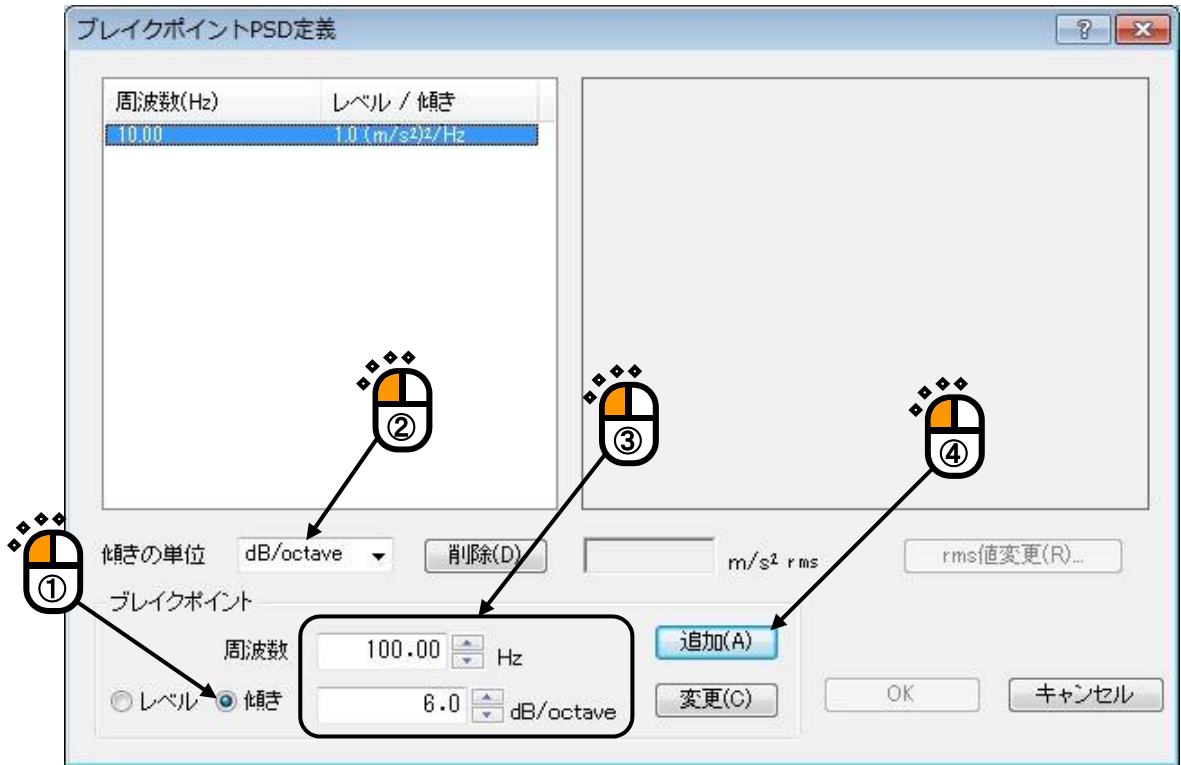 ブレイクポイントPSD定義
周波数(Hz) レベル / 傾き
10.00 1.0 (m/s²)²/Hz
② ③ ④
①
傾きの単位 dB/octave 削除(D) m/s² rms rms値変更(R)...
ブレイクポイント
周波数 100.00 Hz 追加(A)
レベル 傾き 6.0 dB/octave 変更(C) OK キャンセル